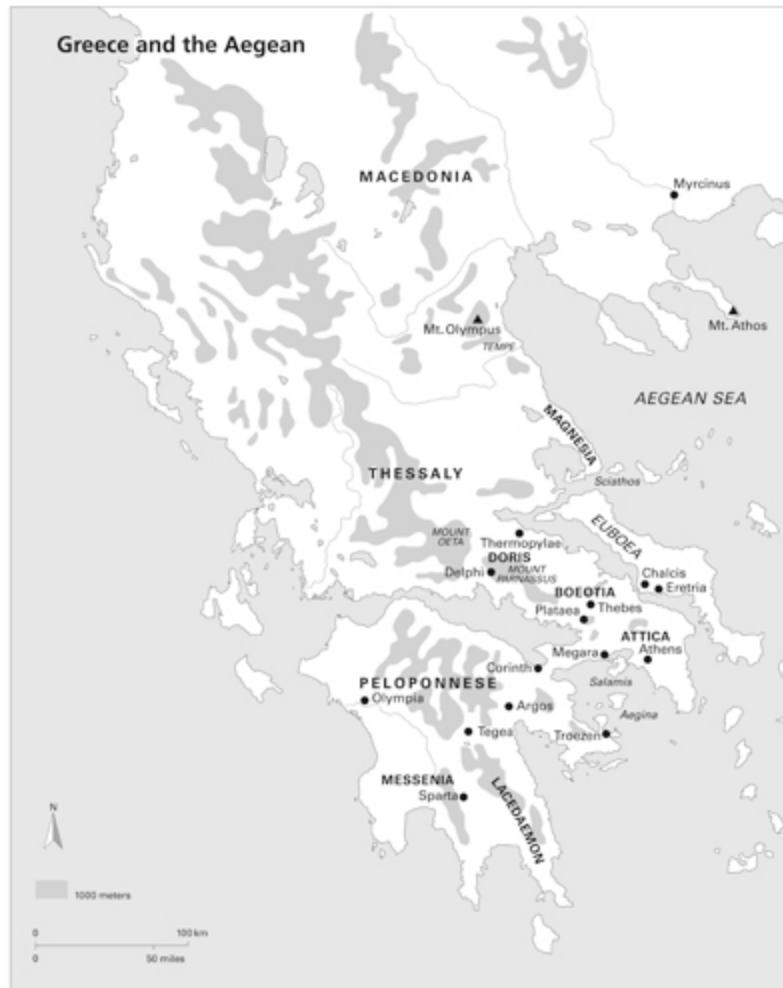 Greece and the Aegean
MACEDONIA
Myrcinus
Mt. Olympus
TEMPE
Mt. Athos
AEGEAN SEA
MAGNESIA
THESSALY
Sciathos
EUBOEA
MOUNT
OETA
Thermopylae
DORIS
Delphi
MOUNT
PARNASSUS
Chalcis
Eretria
BOEOTIA
Plataea
Thebes
ATTICA
Megara
Athens
Corinth
Salamis
PELOPONNESE
Olympia
Argos
Aegina
Tegea
Troezen
MESSENIA
Sparta
LACEDAEMON
N
1000 meters
0 100 km
0 50 miles